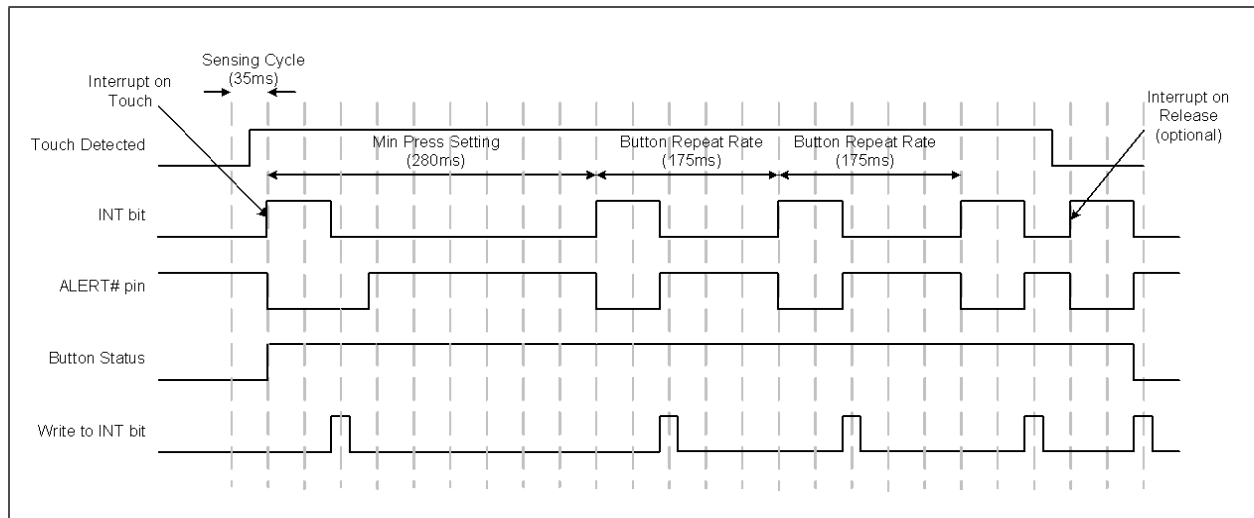 Sensing Cycle
(35ms)
Interrupt on
Touch
Interrupt on
Release
(optional)
Touch Detected
Min Press Setting
(280ms)
Button Repeat Rate
(175ms)
Button Repeat Rate
(175ms)
INT bit
ALERT# pin
Button Status
Write to INT bit